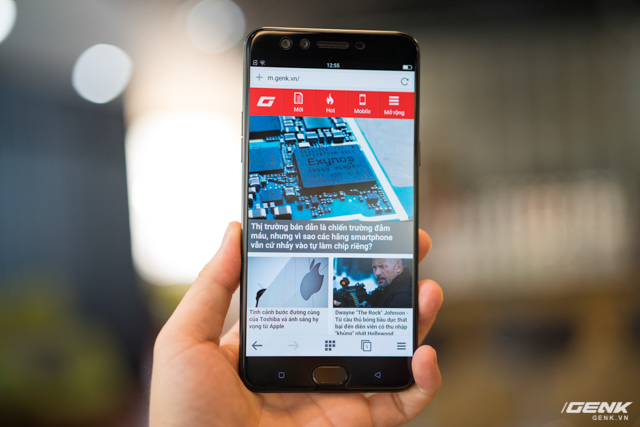 12:55
m.genk.vn/
Mới Hot Mobile Mở rộng
Exynos
Thị trường bán dẫn là chiến trường đẫm
máu, nhưng vì sao các hãng smartphone
vẫn cứ nhảy vào tự làm chip riêng?
Tình cảnh bước đường cùng
của Toshiba và ánh sáng hy
vọng từ Apple
Dwayne "The Rock" Johnson -
Từ cầu thủ bóng bầu dục thất
bại đến diễn viên có thu nhập
"khủng" nhất Hollywood
GENK
GENK.VN